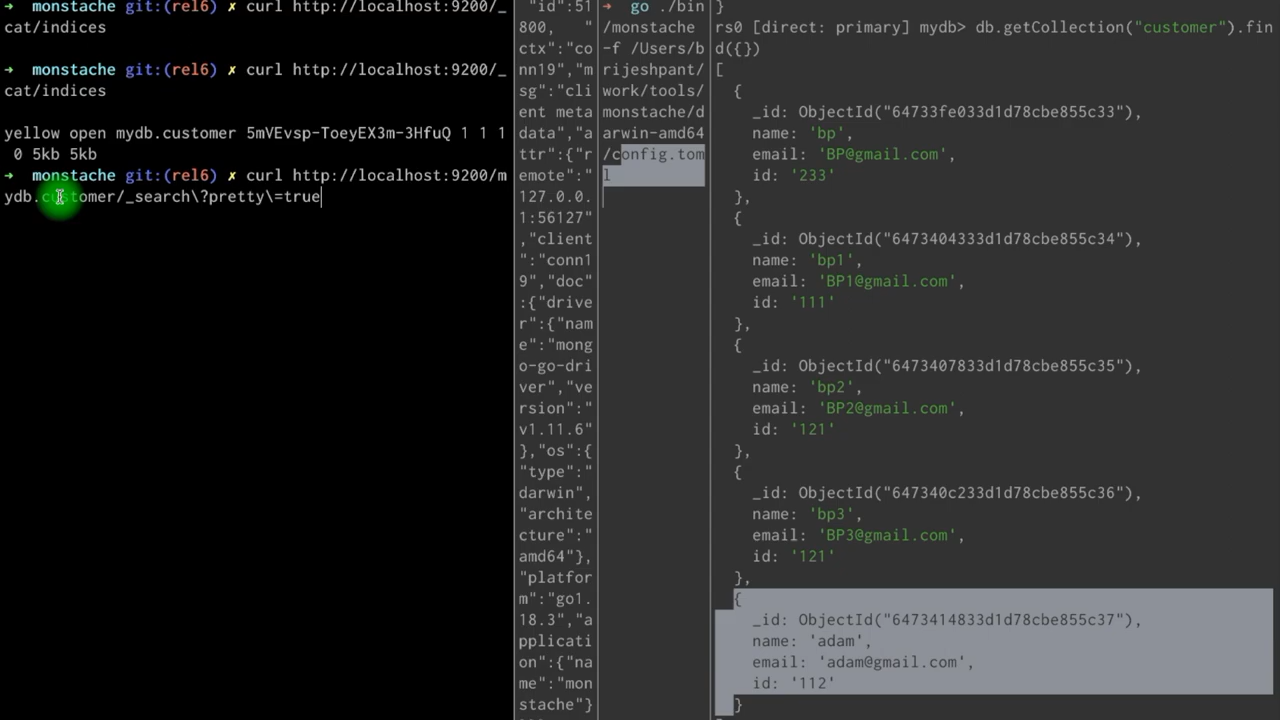 ➜ monstache git:(rel6) ✗ curl http://localhost:9200/_
cat/indices
➜ monstache git:(rel6) ✗ curl http://localhost:9200/_
cat/indices
yellow open mydb.customer 5mVEvsp-ToeyEX3m-3HfuQ 1 1 1
0 5kb 5kb
➜ monstache git:(rel6) ✗ curl http://localhost:9200/m
ydb.customer/_search\?pretty\=true
"id":51
800, "
ctx":"co
nn19","m
sg":"cli
ent meta
data","a
ttr":{"r
emote":"
127.0.0.
1:56127"
,"client
":"conn1
9","doc"
:{"drive
r":{"nam
e":"mong
o-go-dri
ver","ve
rsion":"
v1.11.6"
},"os":{
"type":"
darwin",
"archite
cture":"
amd64"},
"platfor
m":"go1.
18.3","a
pplicati
on":{"na
me":"mon
stache"}
➜ go ./bin
/monstache
-f /Users/b
rijeshpant/
work/tools/
monstache/d
arwin-amd64
/config.tom
l
}
rs0 [direct: primary] mydb> db.getCollection("customer").fin
d({})
[
{
_id: ObjectId("64733fe033d1d78cbe855c33"),
name: 'bp',
email: 'BP@gmail.com',
id: '233'
},
{
_id: ObjectId("6473404333d1d78cbe855c34"),
name: 'bp1',
email: 'BP1@gmail.com',
id: '111'
},
{
_id: ObjectId("6473407833d1d78cbe855c35"),
name: 'bp2',
email: 'BP2@gmail.com',
id: '121'
},
{
_id: ObjectId("647340c233d1d78cbe855c36"),
name: 'bp3',
email: 'BP3@gmail.com',
id: '121'
},
{
_id: ObjectId("6473414833d1d78cbe855c37"),
name: 'adam',
email: 'adam@gmail.com',
id: '112'
}